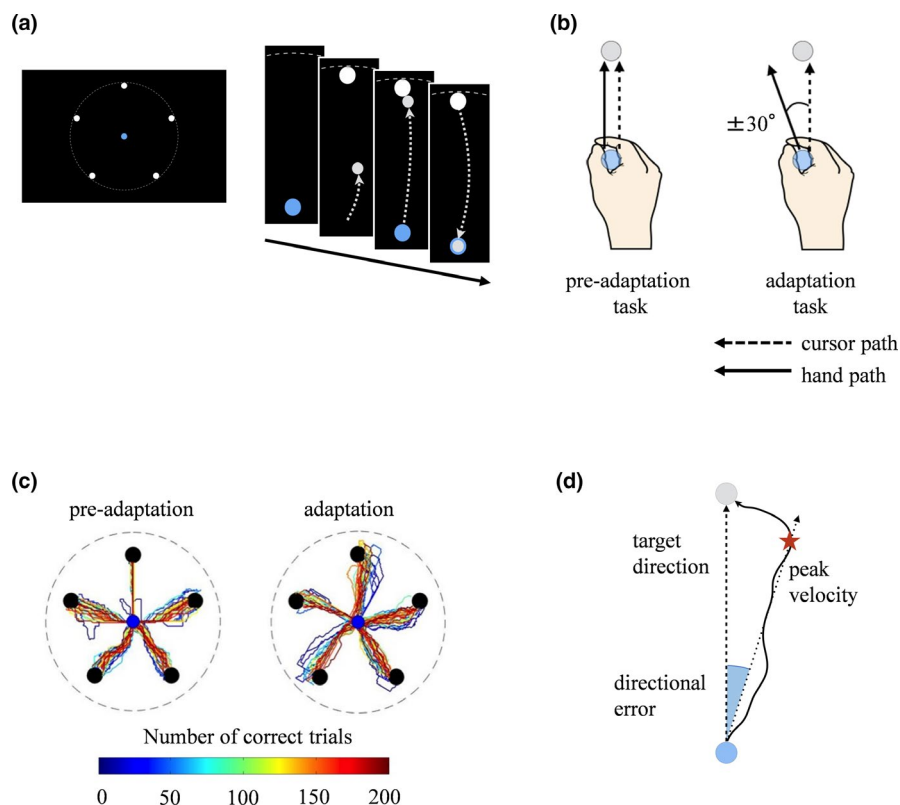 (a)
(b)
±30°
pre-adaptation
task
adaptation
task
cursor path
hand path
(c)
pre-adaptation
adaptation
Number of correct trials
0 50 100 150 200
(d)
target
direction
peak
velocity
directional
error